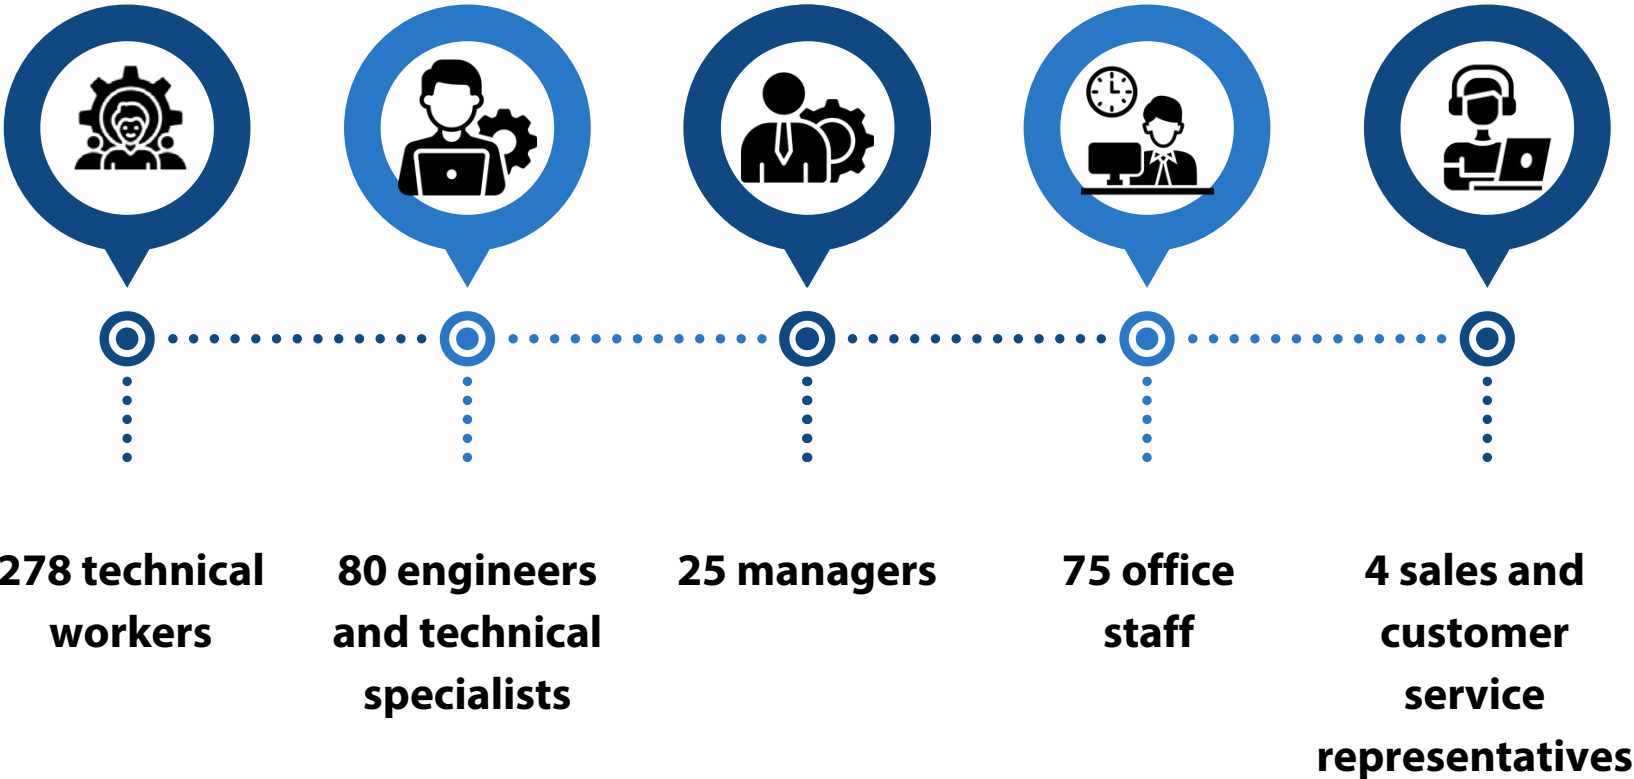 278 technical
workers
80 engineers
and technical
specialists
25 managers
75 office
staff
4 sales and
customer
service
representatives